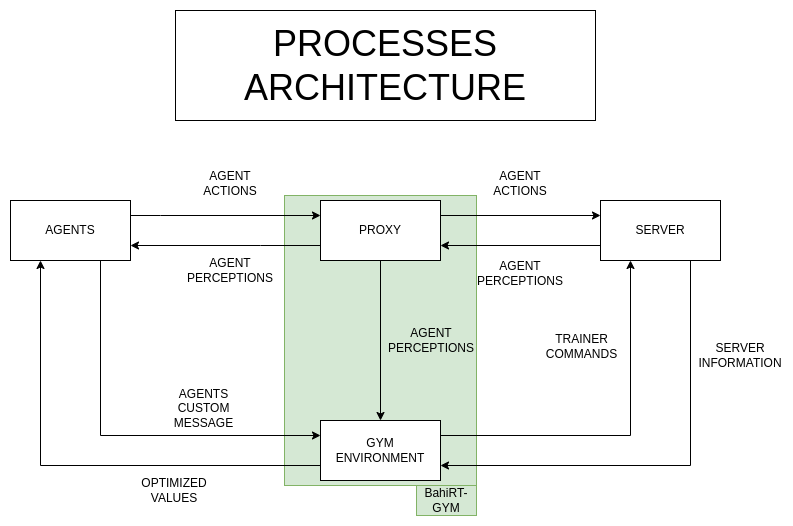 PROCESSES
ARCHITECTURE
AGENT
ACTIONS
AGENT
ACTIONS
AGENTS
PROXY
SERVER
AGENT
PERCEPTIONS
AGENT
PERCEPTIONS
AGENT
PERCEPTIONS
TRAINER
COMMANDS
SERVER
INFORMATION
AGENTS
CUSTOM
MESSAGE
GYM
ENVIRONMENT
OPTIMIZED
VALUES
BahiRT-
GYM